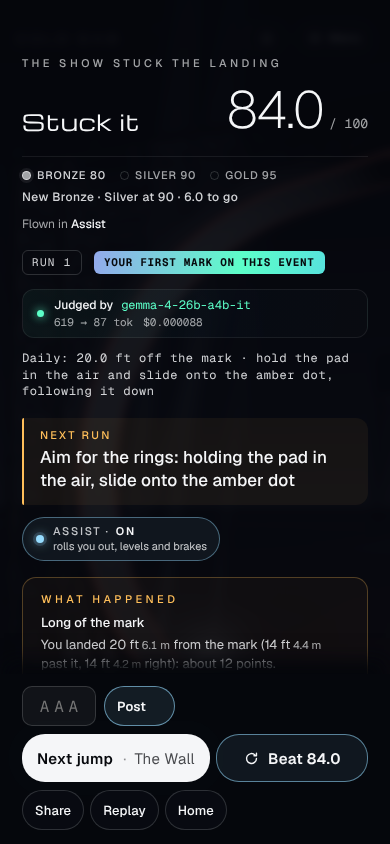 THE SHOW STUCK THE LANDING
Stuck it 84.0 / 100
BRONZE 80 SILVER 90 GOLD 95
New Bronze · Silver at 90 · 6.0 to go
Flown in Assist
RUN 1 YOUR FIRST MARK ON THIS EVENT
Judged by gemma-4-26b-a4b-it
619 → 87 tok $0.000088
Daily: 20.0 ft off the mark · hold the pad
in the air and slide onto the amber dot,
following it down
NEXT RUN
Aim for the rings: holding the pad in
the air, slide onto the amber dot
ASSIST · ON
rolls you out, levels and brakes
WHAT HAPPENED
Long of the mark
You landed 20 ft 6.1 m from the mark (14 ft 4.4 m
past it, 14 ft 4.2 m right): about 12 points.
AAA Post
Next jump · The Wall Beat 84.0
Share Replay Home